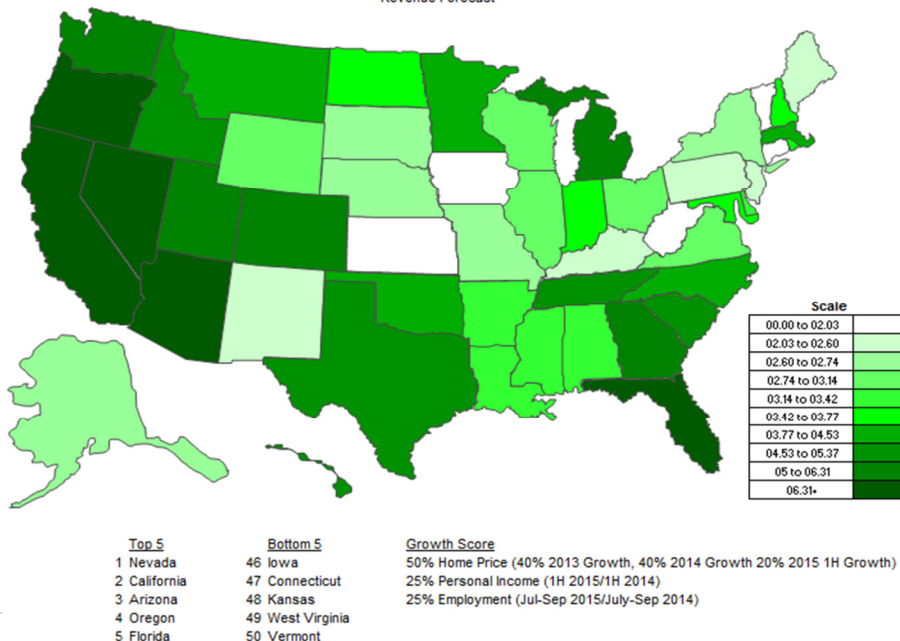 Revenue Forecast
Scale
00.00 to 02.03
02.03 to 02.60
02.60 to 02.74
02.74 to 03.14
03.14 to 03.42
03.42 to 03.77
03.77 to 04.53
04.53 to 05.37
05 to 06.31
06.31+
Top 5
1 Nevada
2 California
3 Arizona
4 Oregon
5 Florida
Bottom 5
46 Iowa
47 Connecticut
48 Kansas
49 West Virginia
50 Vermont
Growth Score
50% Home Price (40% 2013 Growth, 40% 2014 Growth 20% 2015 1H Growth)
25% Personal Income (1H 2015/1H 2014)
25% Employment (Jul-Sep 2015/July-Sep 2014)